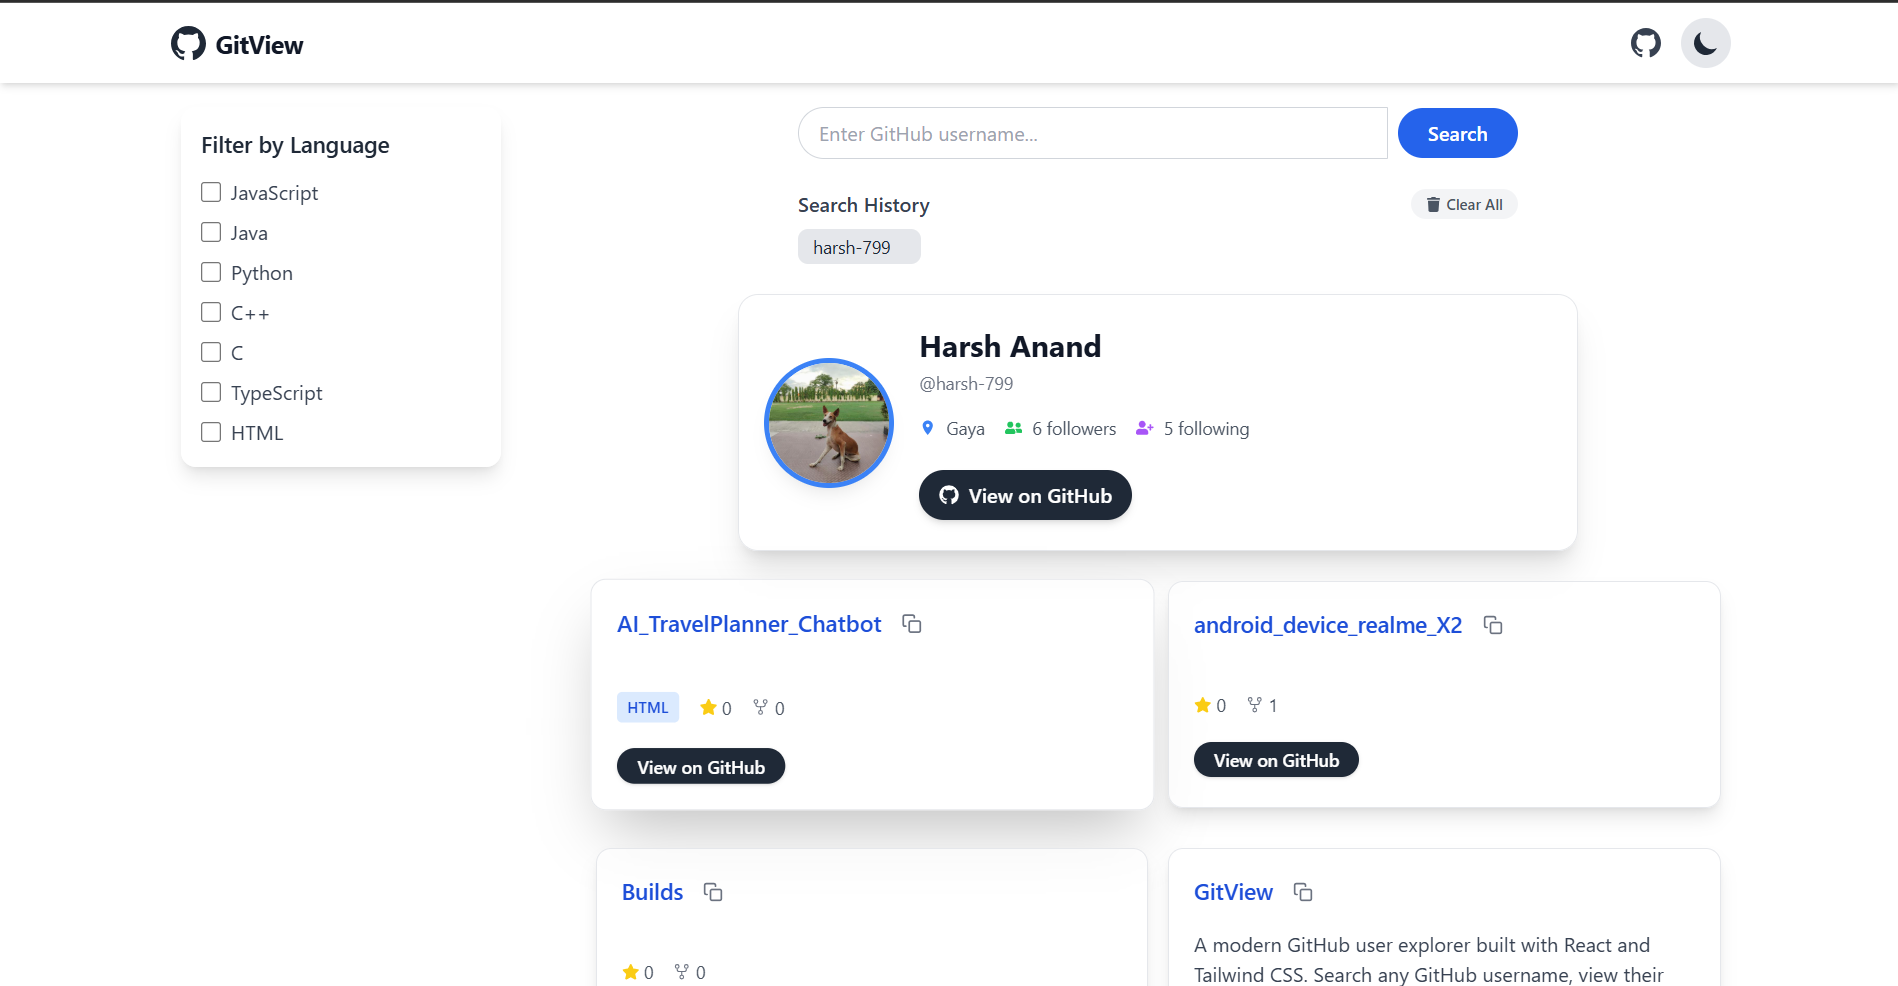 GitView
Filter by Language
JavaScript
Java
Python
C++
C
TypeScript
HTML
Enter GitHub username...
Search
Search History
Clear All
harsh-799
Harsh Anand
@harsh-799
Gaya 6 followers 5 following
View on GitHub
AI_TravelPlanner_Chatbot
HTML 0 0
View on GitHub
android_device_realme_X2
0 1
View on GitHub
Builds
0 0
GitView
A modern GitHub user explorer built with React and
Tailwind CSS. Search any GitHub username, view their